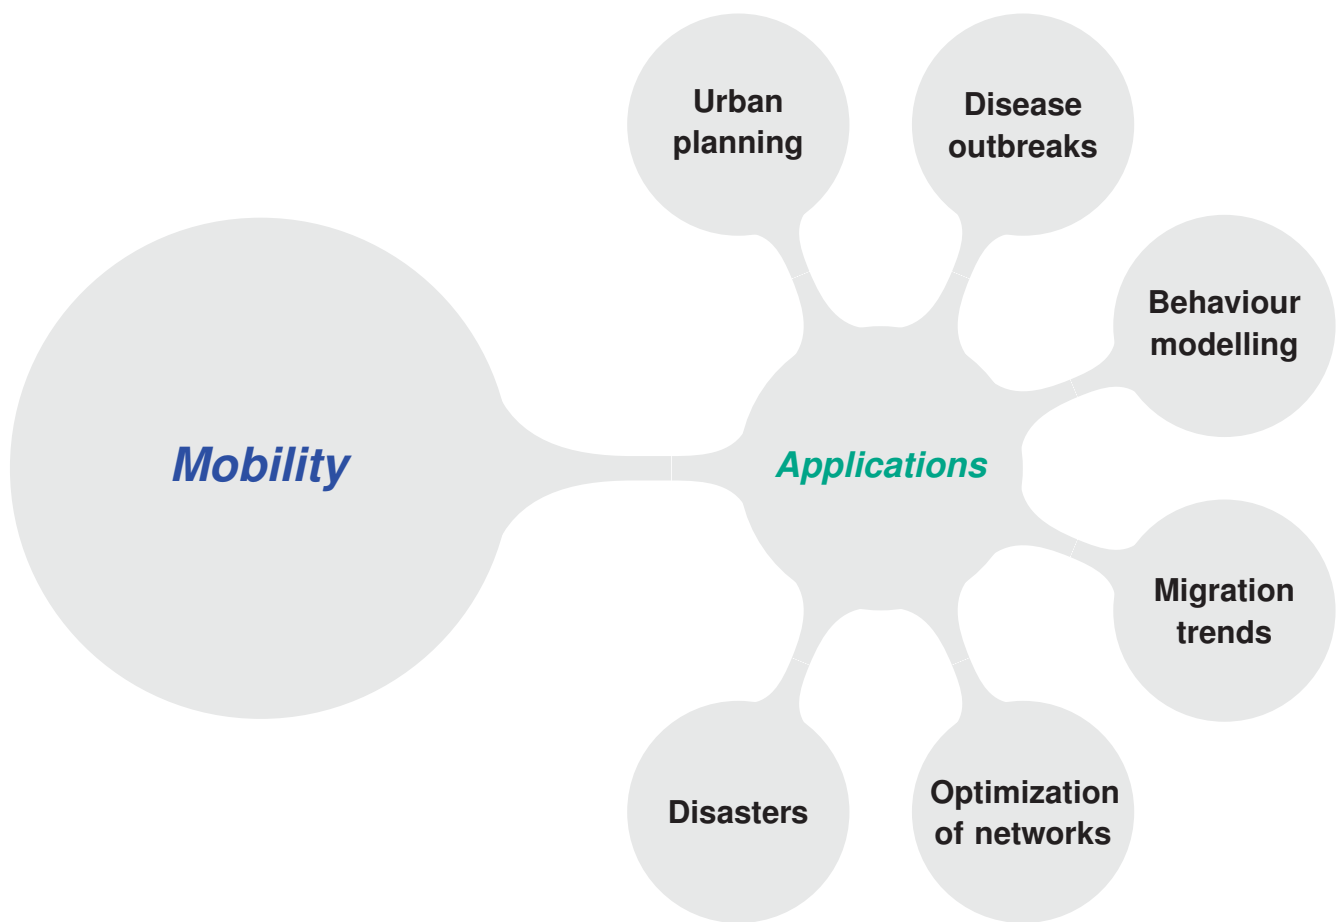 Urban
planning
Disease
outbreaks
Behaviour
modelling
Mobility
Applications
Migration
trends
Disasters
Optimization
of networks